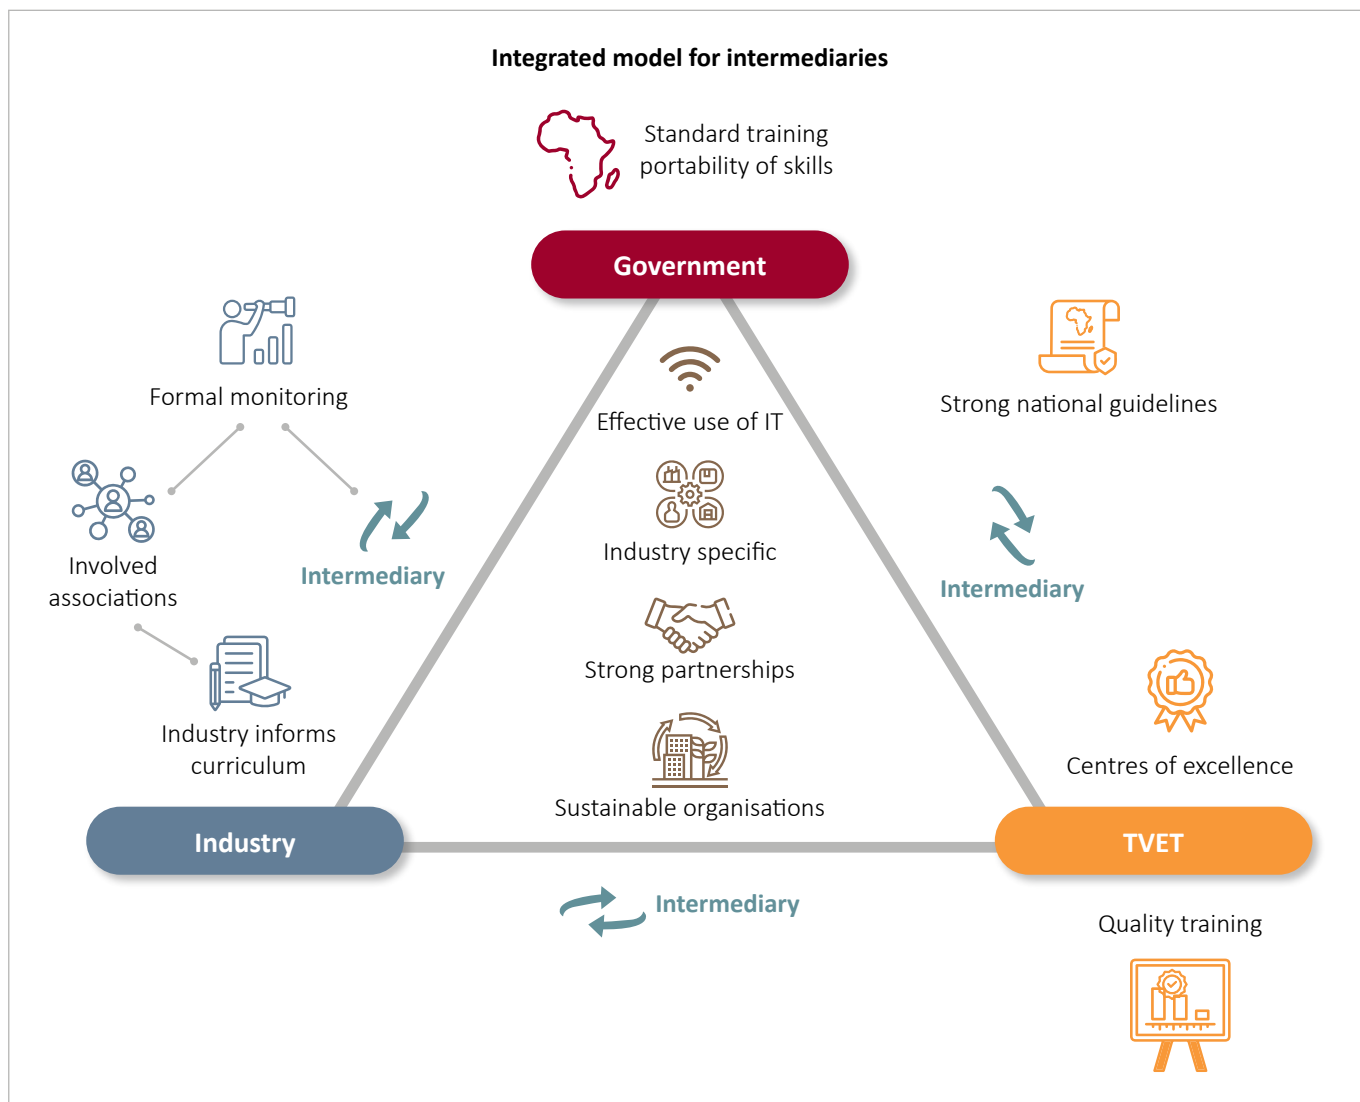 Integrated model for intermediaries
Standard training
portability of skills
Government
Formal monitoring
Strong national guidelines
Effective use of IT
Industry specific
Involved
associations
Intermediary
Intermediary
Strong partnerships
Industry informs
curriculum
Centres of excellence
Sustainable organisations
Industry
TVET
Intermediary
Quality training